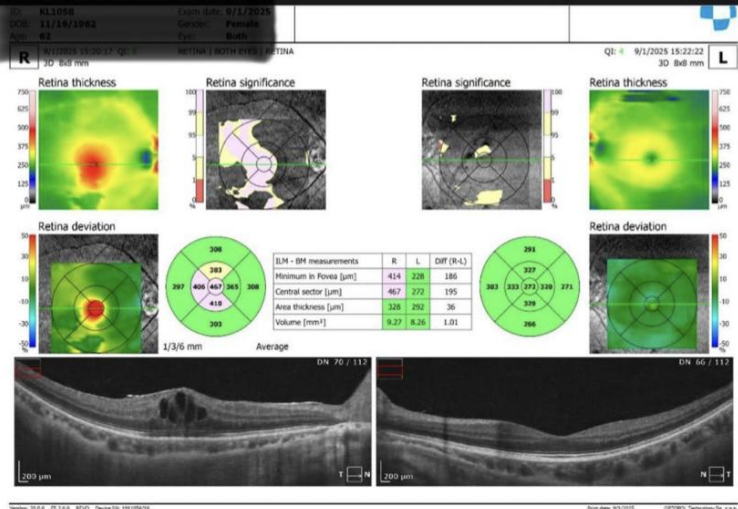 ID: KL1058
DOB: 11/16/1962
Age: 62
Exam date: 9/1/2025
Gender: Female
Eye: Both
R
9/1/2025 15:20:17 QI:
3D 8x8 mm
RETINA | BOTH EYES | RETINA
QI: 4 9/1/2025 15:22:22
3D 8x8 mm
L
Retina thickness
Retina significance
Retina significance
Retina thickness
750
625
500
375
250
125
0
µm
100
99
95
5
1
0
%
100
99
95
5
1
0
%
750
625
500
375
250
125
0
µm
Retina deviation
Retina deviation
50
30
10
-10
-30
-50
%
308
383
297 406 467 365 308
410
303
ILM - BM measurements R L Diff (R-L)
Minimum in Fovea [µm] 414 228 186
Central sector [µm] 467 272 195
Area thickness [µm] 328 292 36
Volume [mm³] 9.27 8.26 1.01
291
327
303 333 272 320 271
329
266
50
30
10
-10
-30
-50
%
1/3/6 mm
Average
DN 70 / 112
200 µm
T N
DN 66 / 112
200 µm
N T